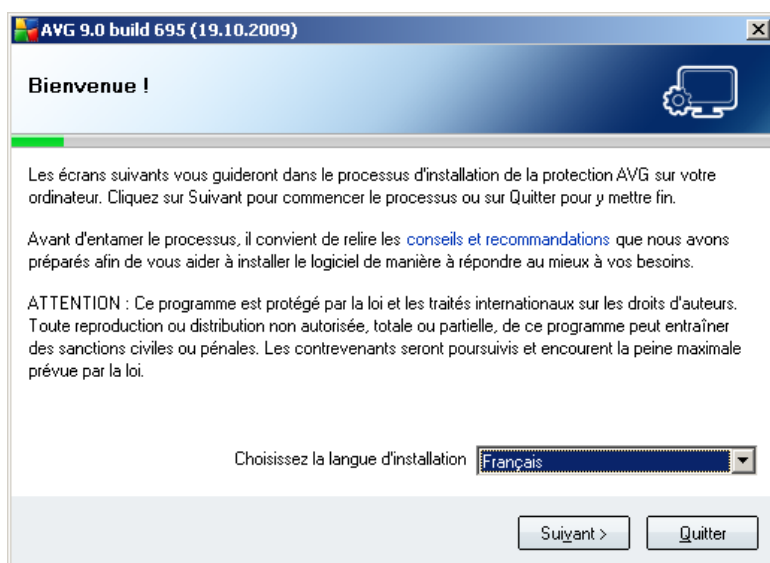 AVG 9.0 build 695 (19.10.2009)
Bienvenue !
Les écrans suivants vous guideront dans le processus d'installation de la protection AVG sur votre
ordinateur. Cliquez sur Suivant pour commencer le processus ou sur Quitter pour y mettre fin.
Avant d'entamer le processus, il convient de relire les conseils et recommandations que nous avons
préparés afin de vous aider à installer le logiciel de manière à répondre au mieux à vos besoins.
ATTENTION : Ce programme est protégé par la loi et les traités internationaux sur les droits d'auteurs.
Toute reproduction ou distribution non autorisée, totale ou partielle, de ce programme peut entraîner
des sanctions civiles ou pénales. Les contrevenants seront poursuivis et encourent la peine maximale
prévue par la loi.
Choisissez la langue d'installation Français
Suivant > Quitter